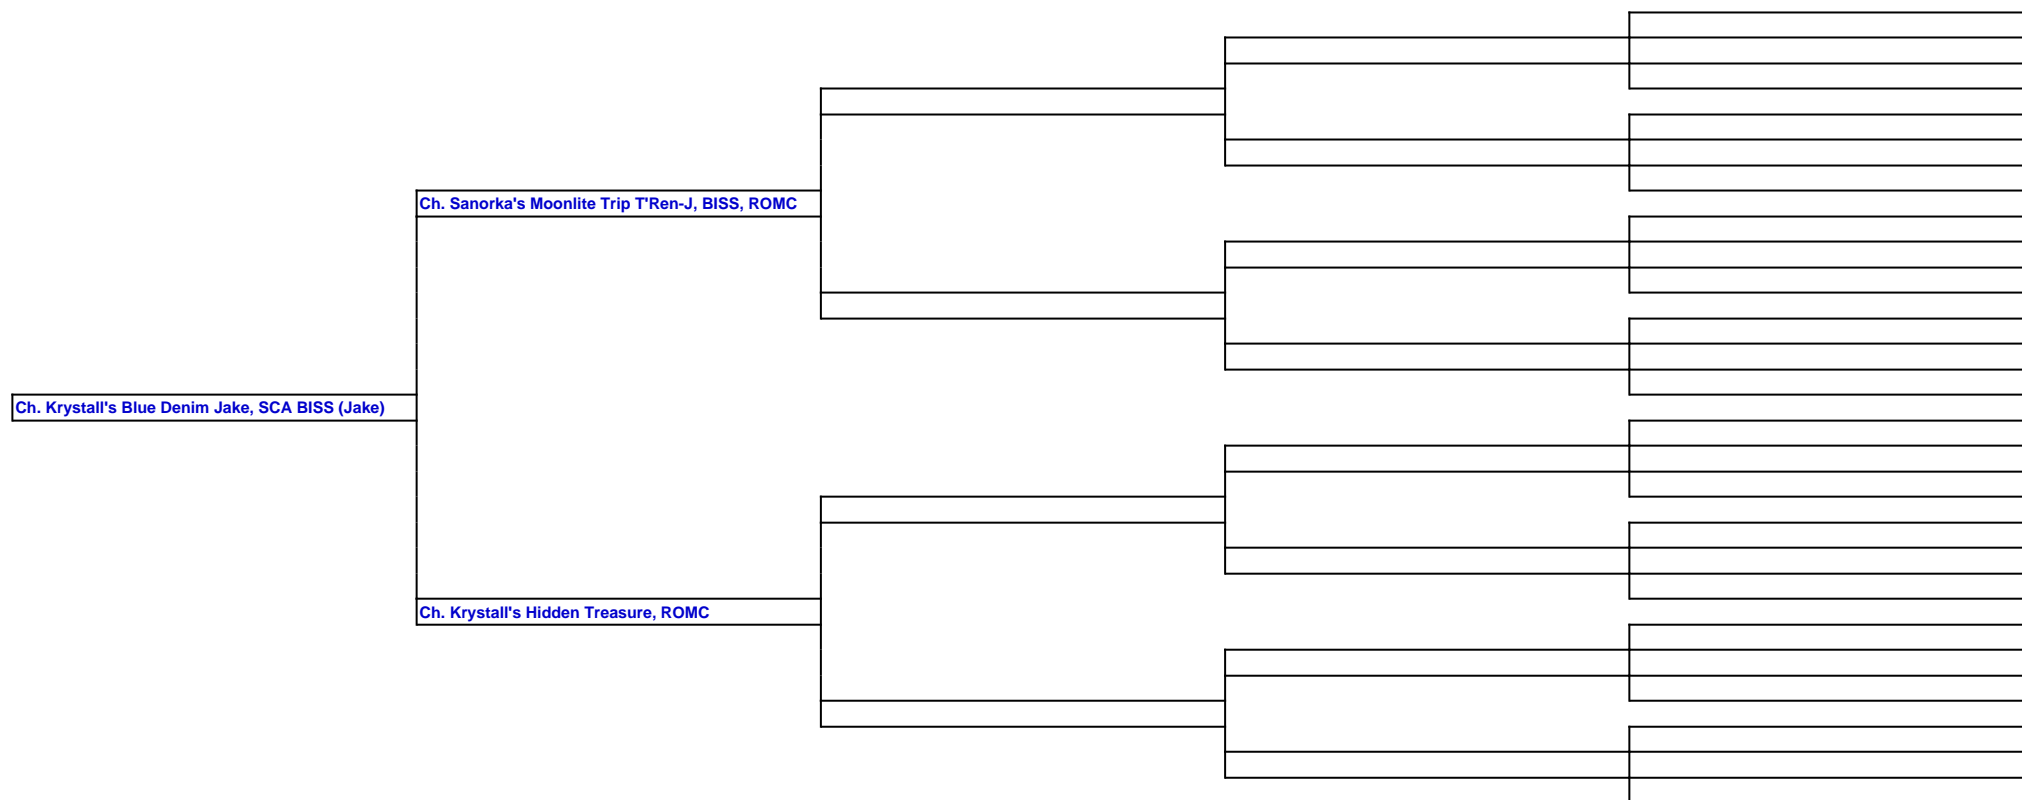 Ch. Sanorka's Moonlite Trip T'Ren-J, BISS, ROMC
Ch. Krystall's Blue Denim Jake, SCA BISS (Jake)
Ch. Krystall's Hidden Treasure, ROMC